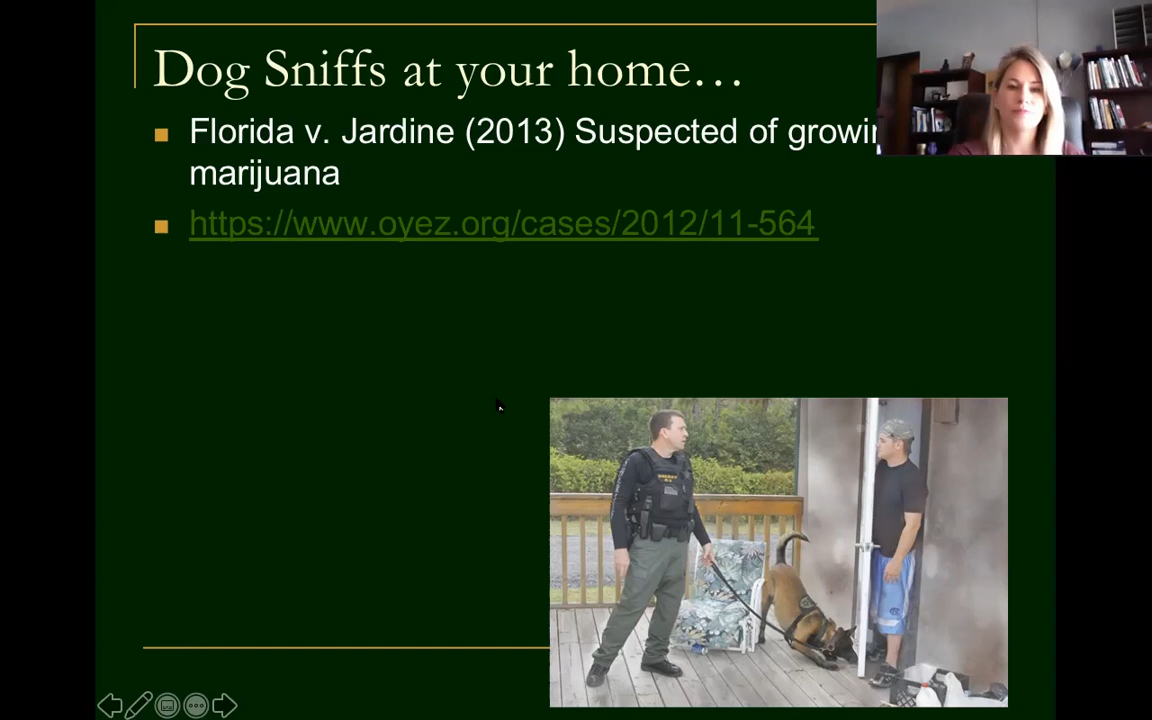 Dog Sniffs at your home…
Florida v. Jardine (2013) Suspected of
marijuana
https://www.oyez.org/cases/2012/11-564